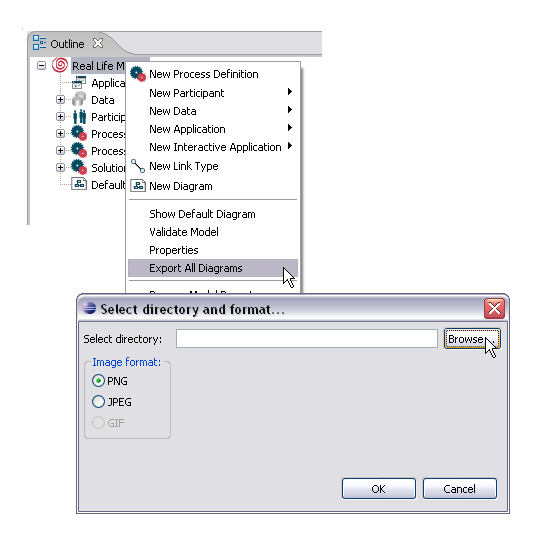 Outline
Real Life M
New Process Definition
Applica
New Participant
Data
New Data
Particip
New Application
Process
New Interactive Application
Process
New Link Type
Solution
New Diagram
Default
Show Default Diagram
Validate Model
Properties
Export All Diagrams
Select directory and format...
Select directory:
Browse...
Image format:
PNG
JPEG
GIF
OK
Cancel